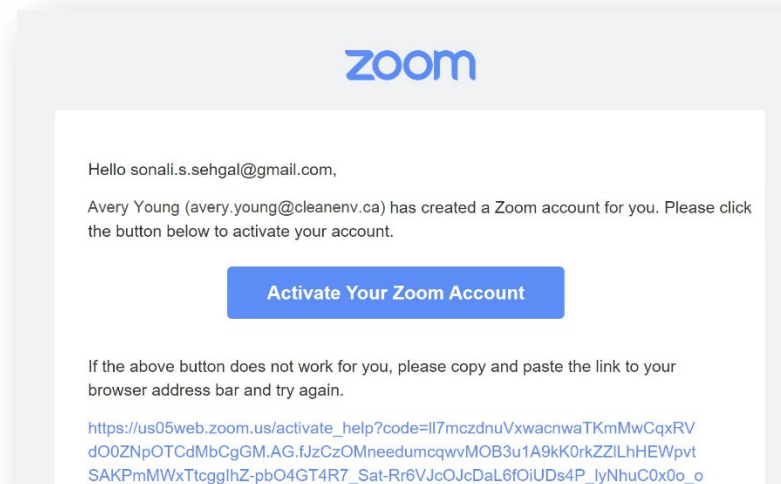 zoom
Hello sonali.s.sehgal@gmail.com,
Avery Young (avery.young@cleanenv.ca) has created a Zoom account for you. Please click
the button below to activate your account.
Activate Your Zoom Account
If the above button does not work for you, please copy and paste the link to your
browser address bar and try again.
https://us05web.zoom.us/activate_help?code=ll7mczdnuVxwacnwaTKmMwCqxRV
dO0ZNpOTCdMbCgGM.AG.fJzCzOMneedumcqwvMOB3u1A9kK0rkZZlLhHEWpvt
SAKPmMWxTtcgglhZ-pbO4GT4R7_Sat-Rr6VJcOJcDaL6fOiUDs4P_lyNhuC0x0o_o